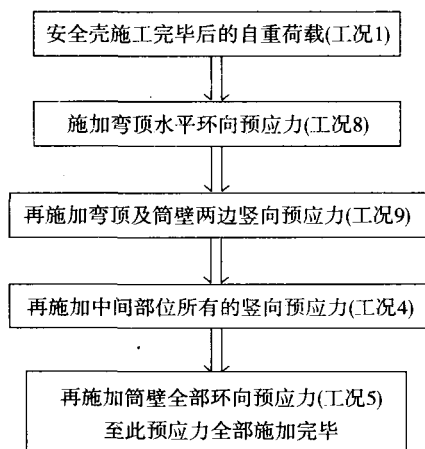 安全壳施工完毕后的自重荷载(工况1)
施加弯顶水平环向预应力(工况8)
再施加弯顶及筒壁两边竖向预应力(工况9)
再施加中间部位所有的竖向预应力(工况4)
再施加筒壁全部环向预应力(工况5)
至此预应力全部施加完毕